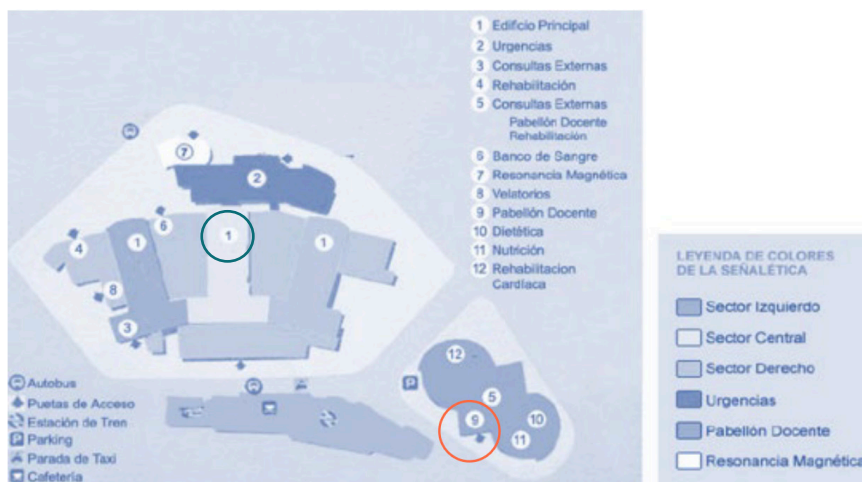 1 Edificio Principal
2 Urgencias
3 Consultas Externas
4 Rehabilitación
5 Consultas Externas
Pabellón Docente
Rehabilitación
6 Banco de Sangre
7 Resonancia Magnética
8 Velatorios
9 Pabellón Docente
10 Dietética
11 Nutrición
12 Rehabilitacion
Cardiaca
7
2
1
6
1
1
4
8
3
12
5
9
10
11
P
Autobus
Puetas de Acceso
Estación de Tren
P Parking
Parada de Taxi
Cafetería
LEYENDA DE COLORES
DE LA SEÑALÉTICA
Sector Izquierdo
Sector Central
Sector Derecho
Urgencias
Pabellón Docente
Resonancia Magnética